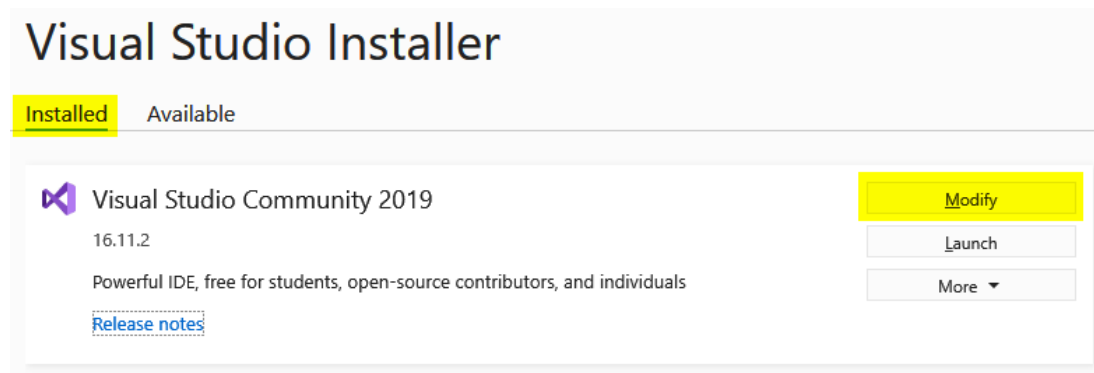 Visual Studio Installer
Installed Available
Visual Studio Community 2019
Modify
16.11.2
Launch
Powerful IDE, free for students, open-source contributors, and individuals
More
Release notes